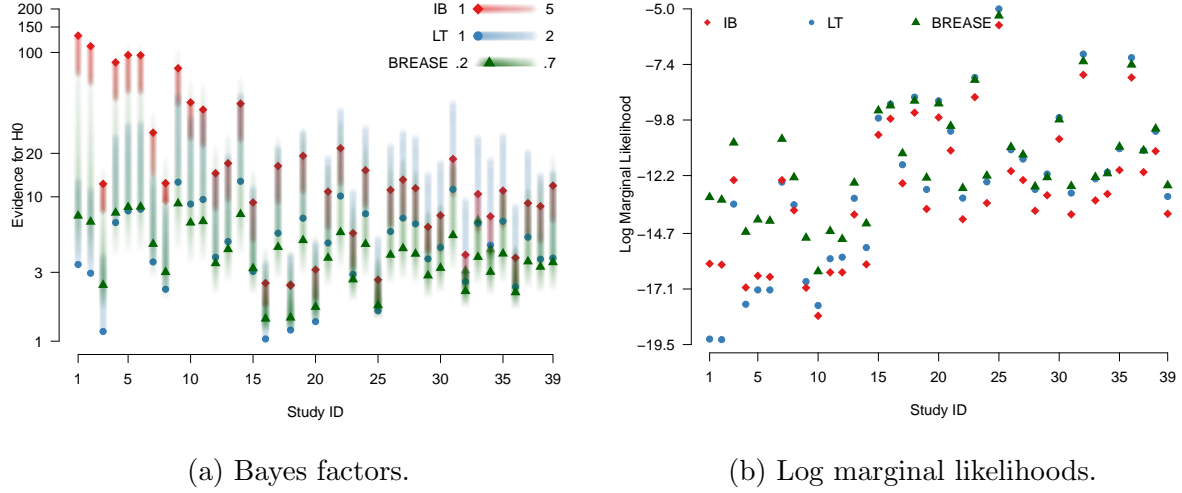 200
150
100
20
10
3
1
Evidence for H0
IB 1 5
LT 1 2
BREASE .2 .7
1 5 10 15 20 25 30 35 39
Study ID
(a) Bayes factors.
−5.0
−7.4
−9.8
−12.2
−14.7
−17.1
−19.5
Log Marginal Likelihood
IB LT BREASE
1 5 10 15 20 25 30 35 39
Study ID
(b) Log marginal likelihoods.